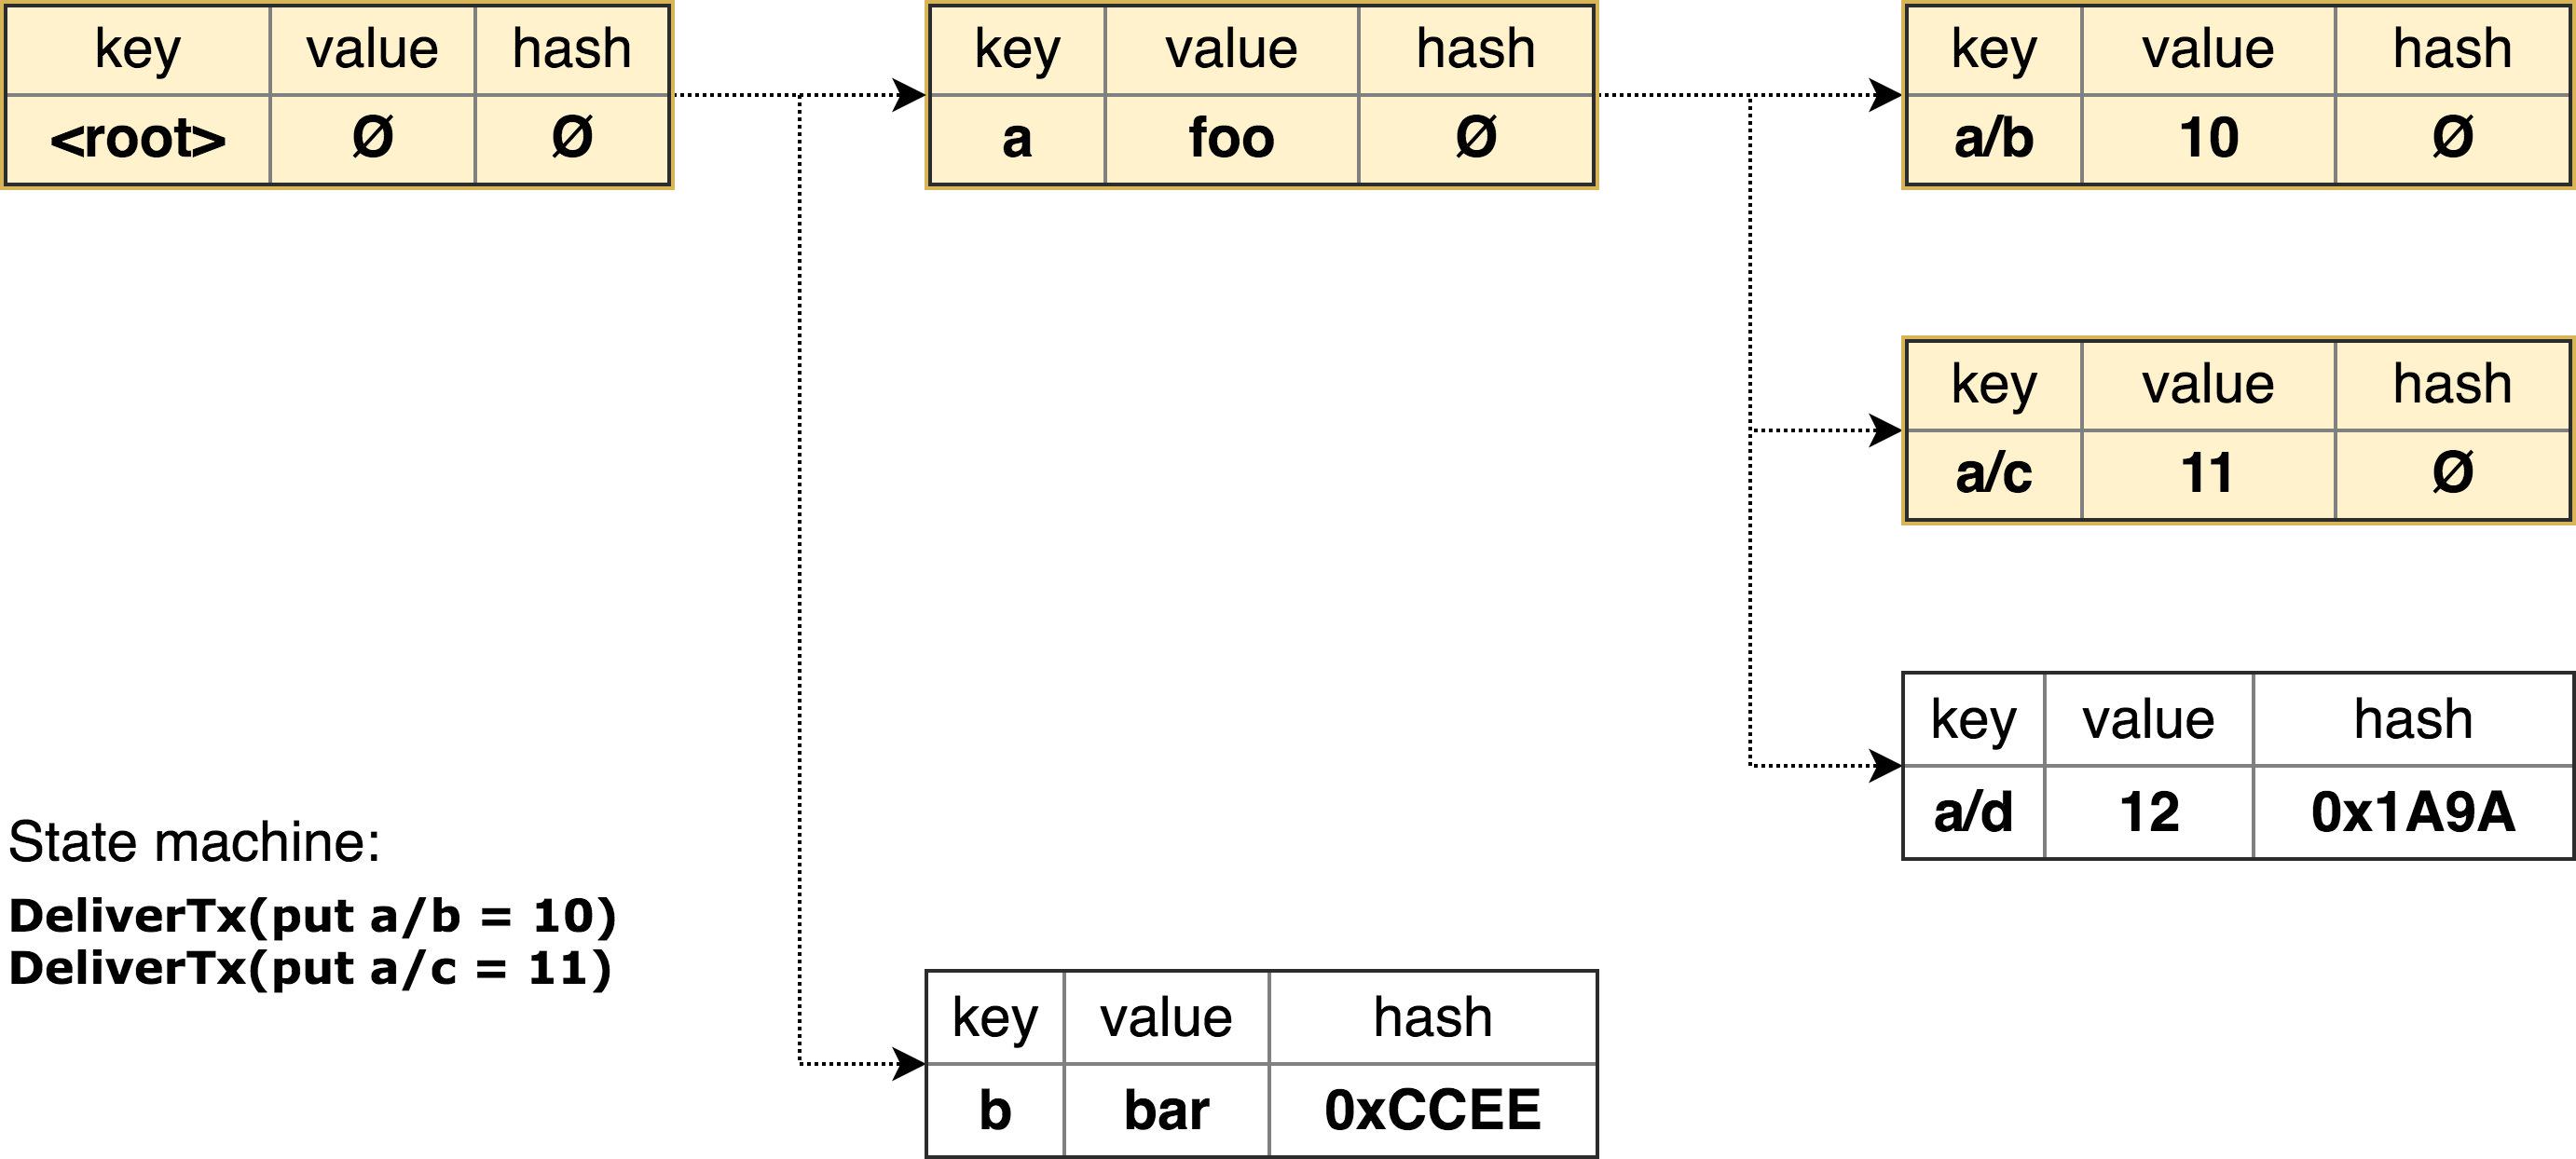 key value hash
<root> Ø Ø
key value hash
a foo Ø
key value hash
a/b 10 Ø
key value hash
a/c 11 Ø
key value hash
a/d 12 0x1A9A
State machine:
DeliverTx(put a/b = 10)
DeliverTx(put a/c = 11)
key value hash
b bar 0xCCEE